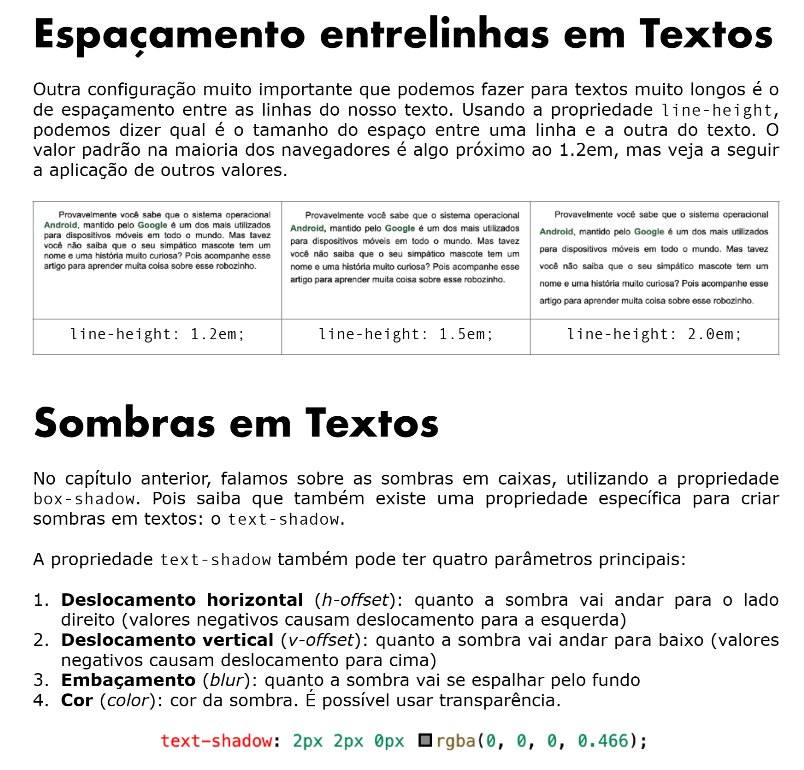 Espaçamento entrelinhas em Textos
Outra configuração muito importante que podemos fazer para textos muito longos é o
de espaçamento entre as linhas do nosso texto. Usando a propriedade line-height,
podemos dizer qual é o tamanho do espaço entre uma linha e a outra do texto. O
valor padrão na maioria dos navegadores é algo próximo ao 1.2em, mas veja a seguir
a aplicação de outros valores.
Provavelmente você sabe que o sistema operacional
Android, mantido pelo Google é um dos mais utilizados
para dispositivos móveis em todo o mundo. Mas tavez
você não saiba que o seu simpático mascote tem um
nome e uma história muito curiosa? Pois acompanhe esse
artigo para aprender muita coisa sobre esse robozinho.
Provavelmente você sabe que o sistema operacional
Android, mantido pelo Google é um dos mais utilizados
para dispositivos móveis em todo o mundo. Mas tavez
você não saiba que o seu simpático mascote tem um
nome e uma história muito curiosa? Pois acompanhe esse
artigo para aprender muita coisa sobre esse robozinho.
Provavelmente você sabe que o sistema operacional
Android, mantido pelo Google é um dos mais utilizados
para dispositivos móveis em todo o mundo. Mas tavez
você não saiba que o seu simpático mascote tem um
nome e uma história muito curiosa? Pois acompanhe esse
artigo para aprender muita coisa sobre esse robozinho.
line-height: 1.2em;
line-height: 1.5em;
line-height: 2.0em;
Sombras em Textos
No capítulo anterior, falamos sobre as sombras em caixas, utilizando a propriedade
box-shadow. Pois saiba que também existe uma propriedade específica para criar
sombras em textos: o text-shadow.
A propriedade text-shadow também pode ter quatro parâmetros principais:
1. Deslocamento horizontal (h-offset): quanto a sombra vai andar para o lado
direito (valores negativos causam deslocamento para a esquerda)
2. Deslocamento vertical (v-offset): quanto a sombra vai andar para baixo (valores
negativos causam deslocamento para cima)
3. Embaçamento (blur): quanto a sombra vai se espalhar pelo fundo
4. Cor (color): cor da sombra. É possível usar transparência.
text-shadow: 2px 2px 0px rgba(0, 0, 0, 0.466);